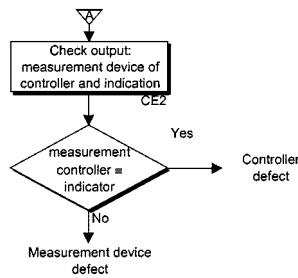 A
Check output:
measurement device of
controller and indication
CE2
Yes
measurement
controller =
indicator
Controller
defect
No
Measurement device
defect